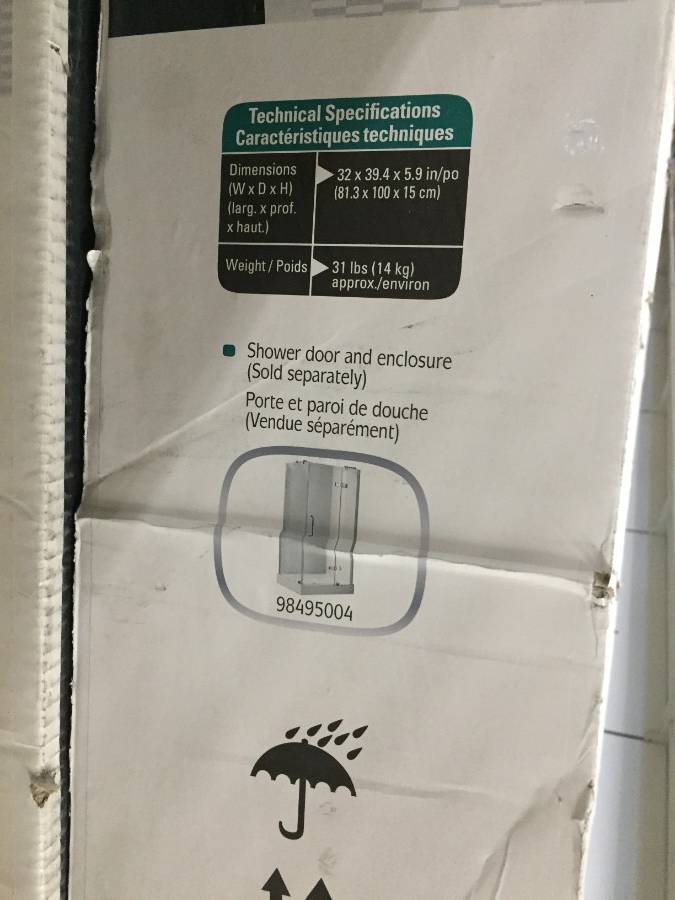 Technical Specifications
Caractéristiques techniques
Dimensions
(W x D x H)
(larg. x prof.
x haut.)
32 x 39.4 x 5.9 in/po
(81.3 x 100 x 15 cm)
Weight / Poids
31 lbs (14 kg)
approx./environ
Shower door and enclosure
(Sold separately)
Porte et paroi de douche
(Vendue séparément)
98495004